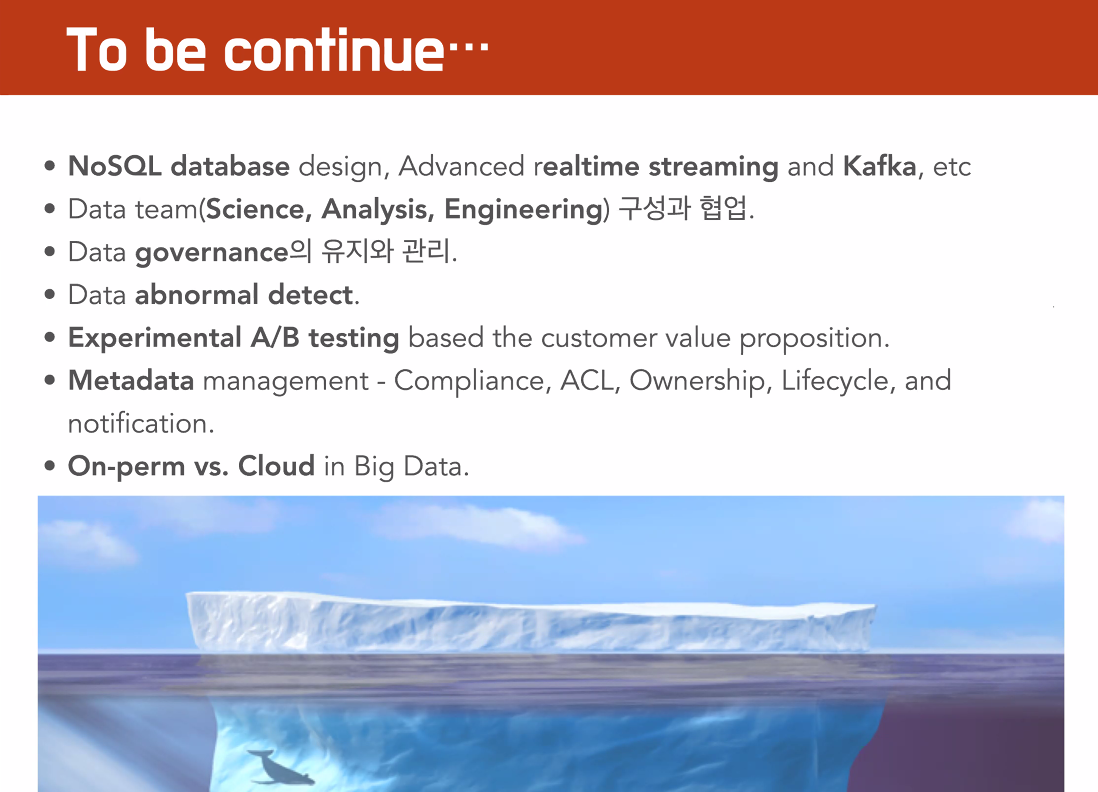 To be continue…
• NoSQL database design, Advanced realtime streaming and Kafka, etc
• Data team(Science, Analysis, Engineering) 구성과 협업.
• Data governance의 유지와 관리.
• Data abnormal detect.
• Experimental A/B testing based the customer value proposition.
• Metadata management - Compliance, ACL, Ownership, Lifecycle, and
notification.
• On-perm vs. Cloud in Big Data.